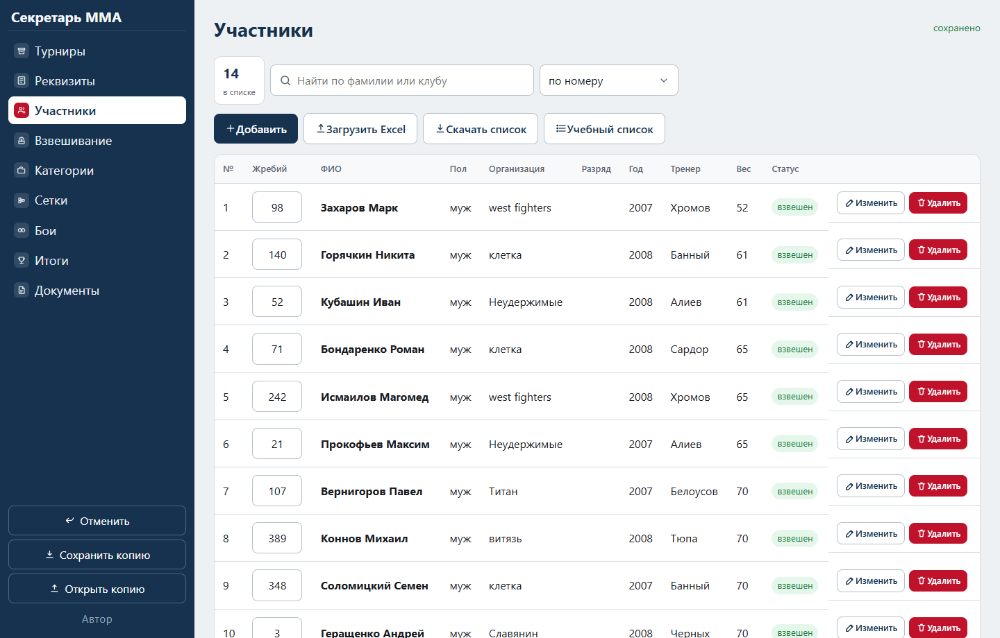 Секретарь ММА
Турниры
Реквизиты
Участники
Взвешивание
Категории
Сетки
Бои
Итоги
Документы
Отменить
Сохранить копию
Открыть копию
Автор
Участники
сохранено
14
в списке
Найти по фамилии или клубу
по номеру
Добавить Загрузить Excel Скачать список Учебный список
№ Жребий ФИО Пол Организация Разряд Год Тренер Вес Статус
1 98 Захаров Марк муж west fighters 2007 Хромов 52 взвешен Изменить Удалить
2 140 Горячкин Никита муж клетка 2008 Банный 61 взвешен Изменить Удалить
3 52 Кубашин Иван муж Неудержимые 2008 Алиев 61 взвешен Изменить Удалить
4 71 Бондаренко Роман муж клетка 2008 Сардор 65 взвешен Изменить Удалить
5 242 Исмаилов Магомед муж west fighters 2008 Хромов 65 взвешен Изменить Удалить
6 21 Прокофьев Максим муж Неудержимые 2007 Алиев 65 взвешен Изменить Удалить
7 107 Вернигоров Павел муж Титан 2007 Белоусов 70 взвешен Изменить Удалить
8 389 Коннов Михаил муж витязь 2008 Тюпа 70 взвешен Изменить Удалить
9 348 Соломицкий Семен муж клетка 2007 Банный 70 взвешен Изменить Удалить
10 3 Геращенко Андрей муж Славянин 2008 Черных 70 взвешен Изменить Удалить